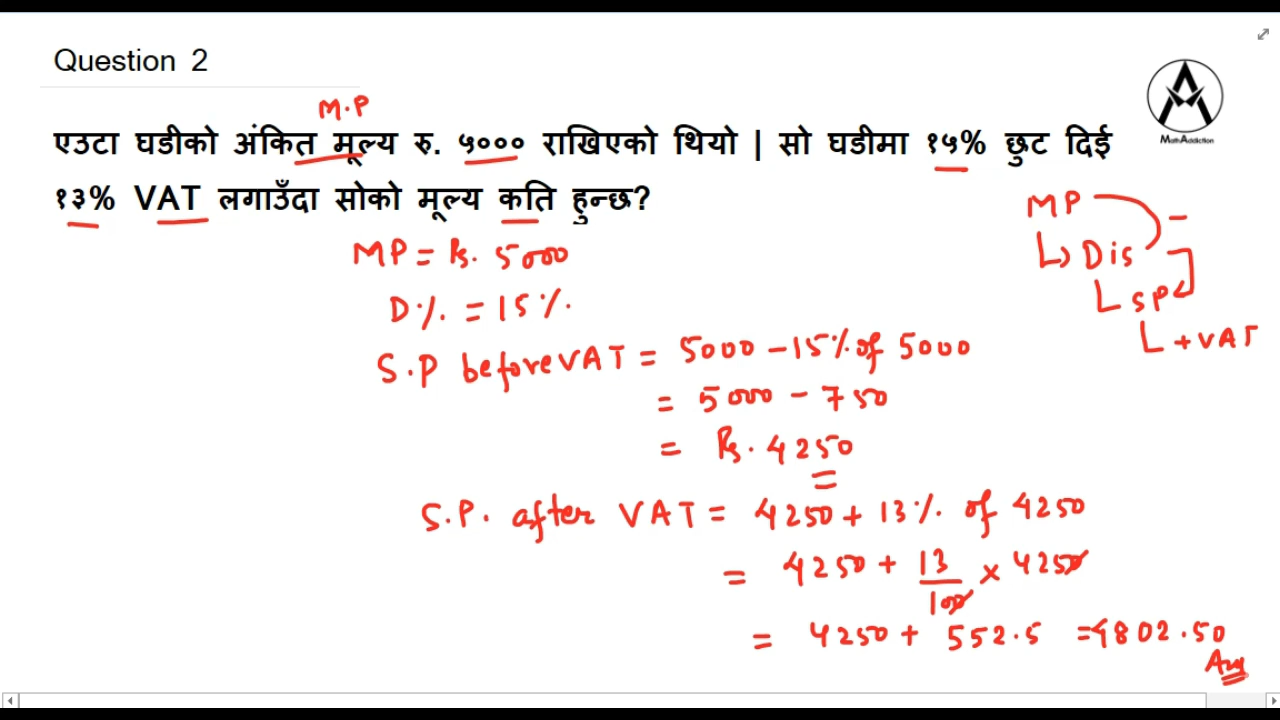 Question 2
M.P
एउटा घडीको अंकित मूल्य रु. ५००० राखिएको थियो | सो घडीमा १५% छुट दिई
१३% VAT लगाउँदा सोको मूल्य कति हुन्छ?
MathAddiction
MP
Dis
SP
+ VAT
MP = Rs. 5000
D% = 15%
S.P before VAT = 5000 - 15% of 5000
= 5000 - 750
= Rs. 4250
S.P. after VAT = 4250 + 13% of 4250
= 4250 + 13/100 × 4250
= 4250 + 552.5 = 4802.50
Ans